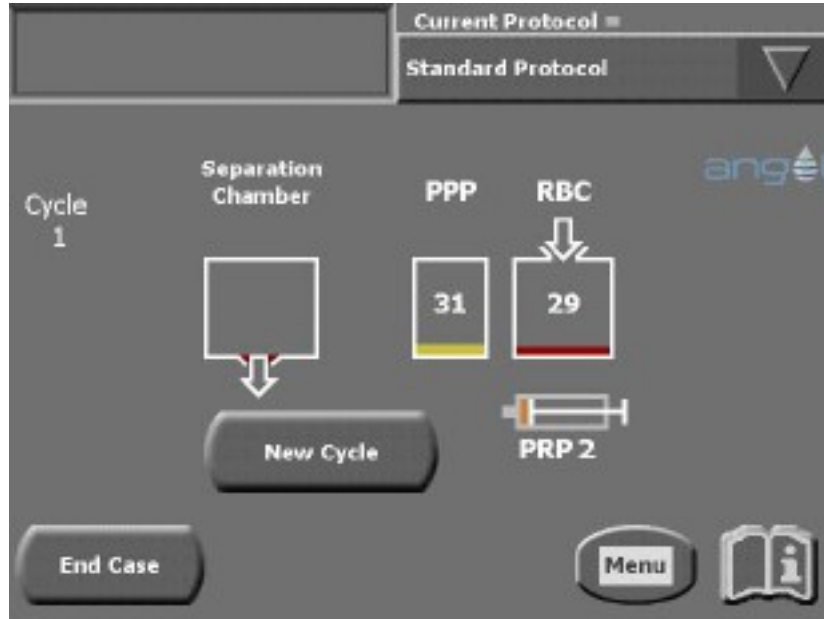 Current Protocol =
Standard Protocol
Separation
Chamber
PPP
RBC
Cycle
1
31
29
New Cycle
PRP 2
End Case
Menu
i